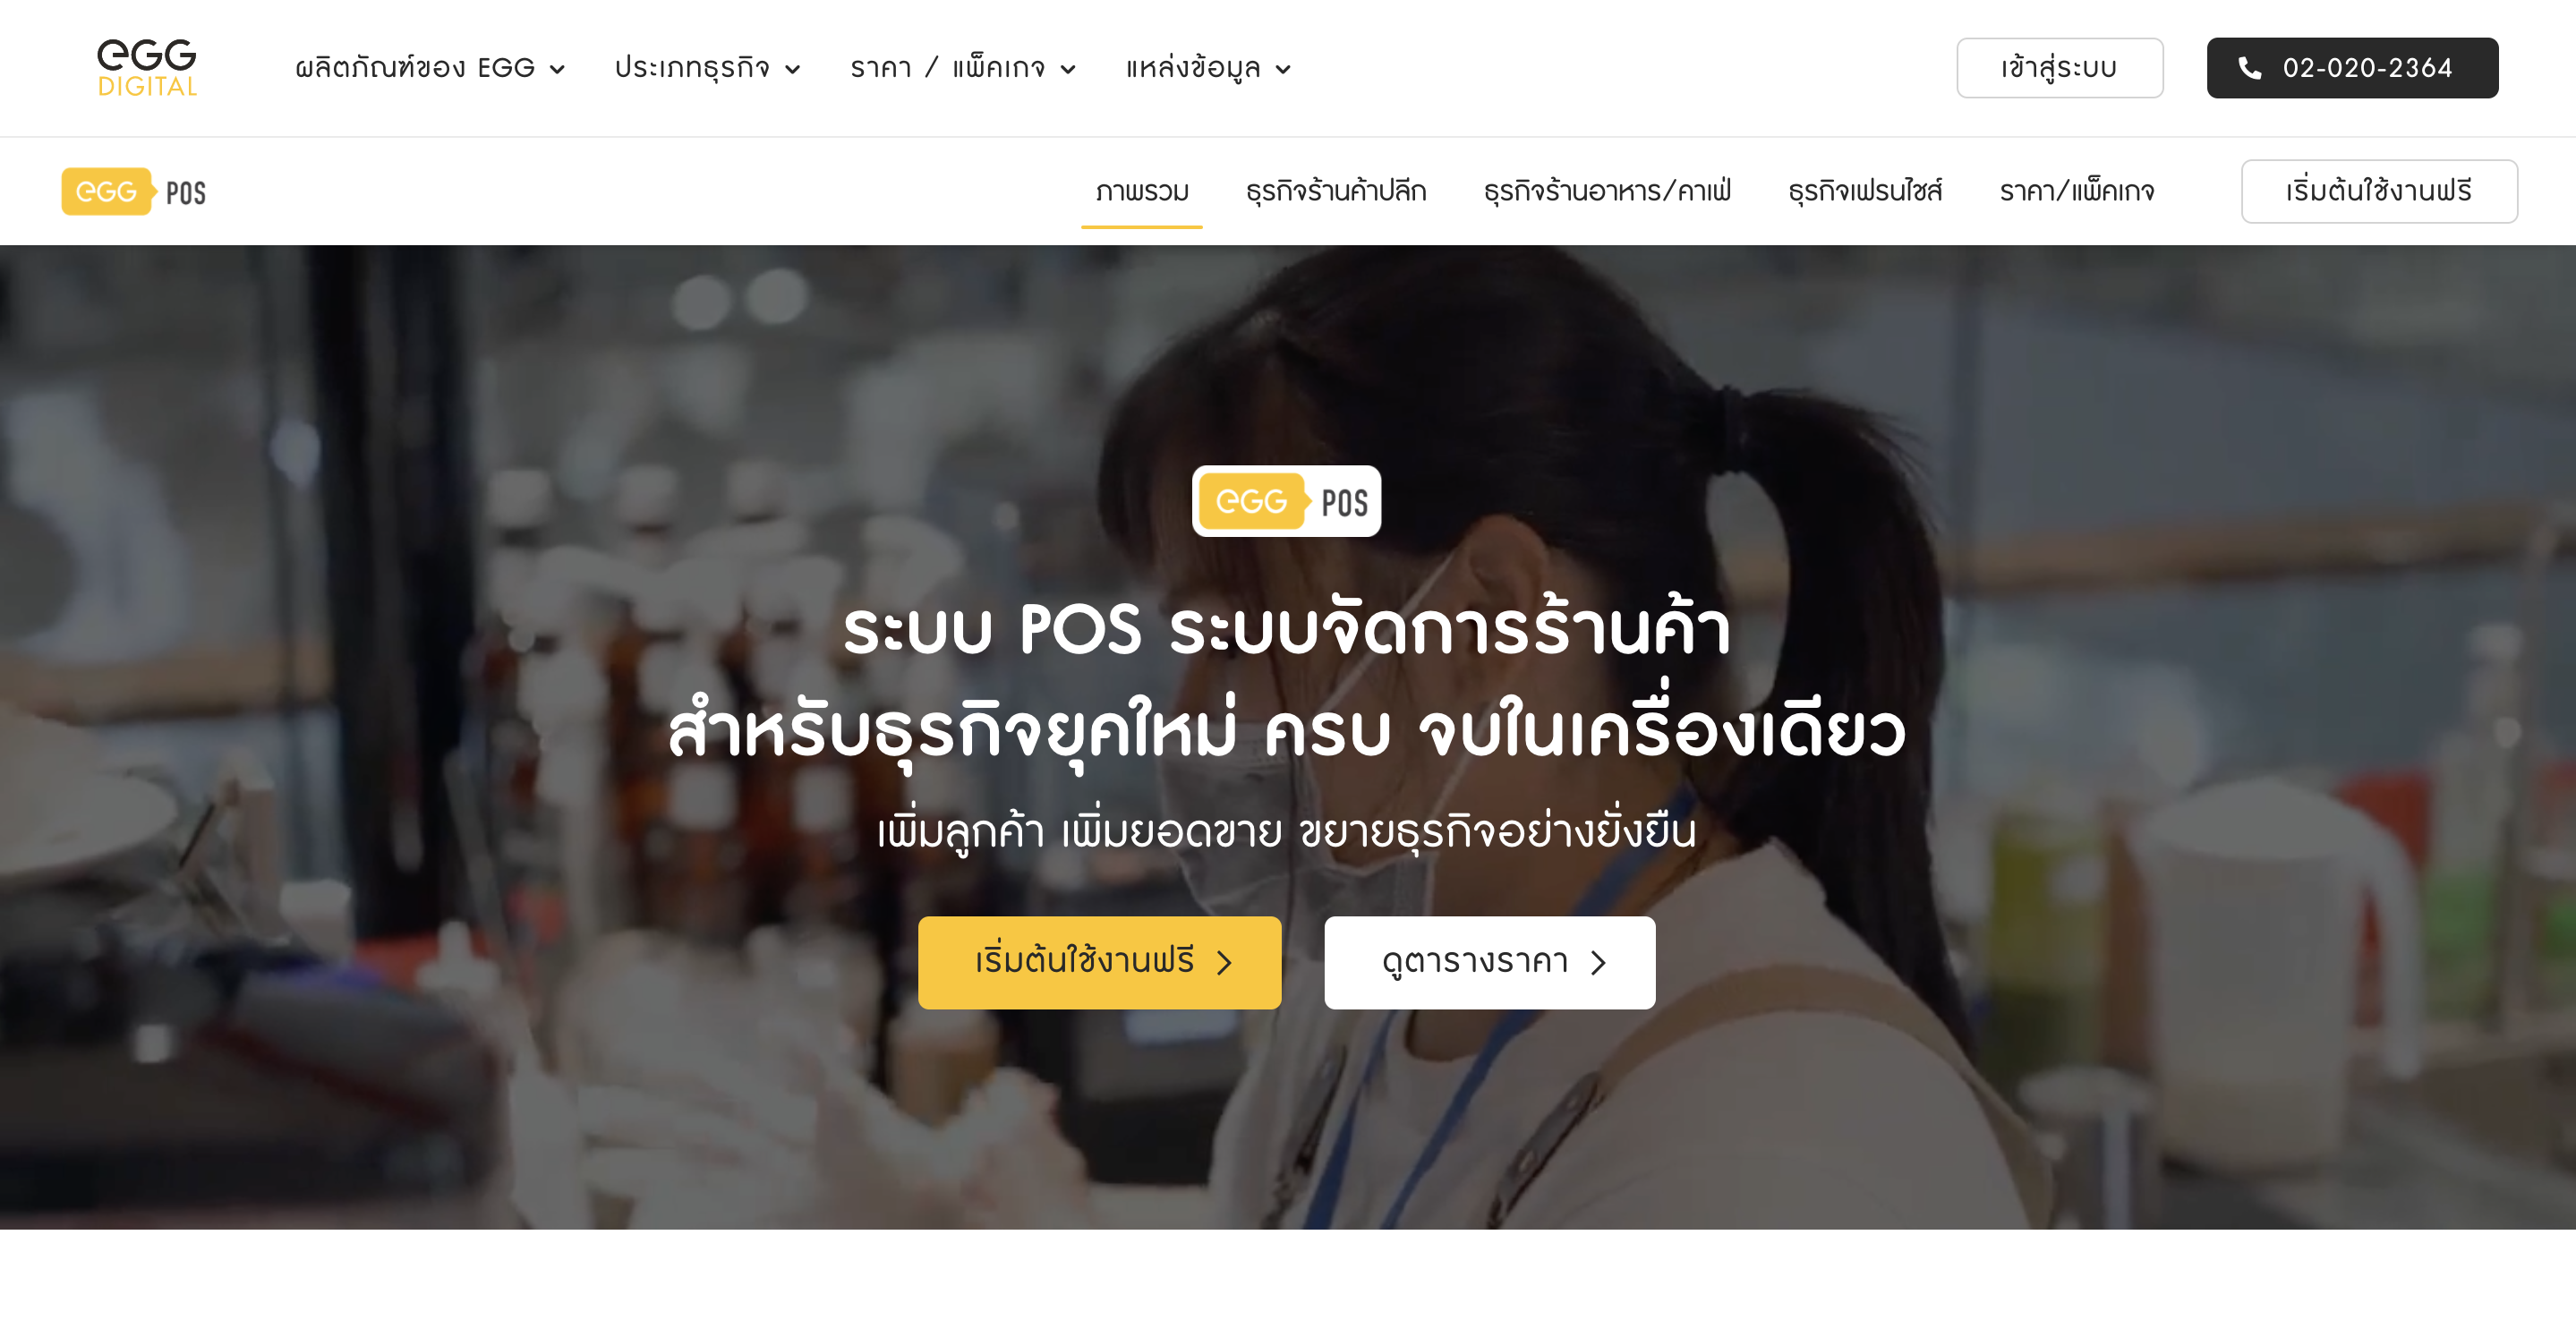 egg DIGITAL
ผลิตภัณฑ์ของ EGG
ประเภทธุรกิจ
ราคา / แพ็คเกจ
แหล่งข้อมูล
เข้าสู่ระบบ
02-020-2364
egg POS
ภาพรวม
ธุรกิจร้านค้าปลีก
ธุรกิจร้านอาหาร/คาเฟ่
ธุรกิจเฟรนไชส์
ราคา/แพ็คเกจ
เริ่มต้นใช้งานฟรี
egg POS
ระบบ POS ระบบจัดการร้านค้า
สำหรับธุรกิจยุคใหม่ ครบ จบในเครื่องเดียว
เพิ่มลูกค้า เพิ่มยอดขาย ขยายธุรกิจอย่างยั่งยืน
เริ่มต้นใช้งานฟรี
ดูตารางราคา